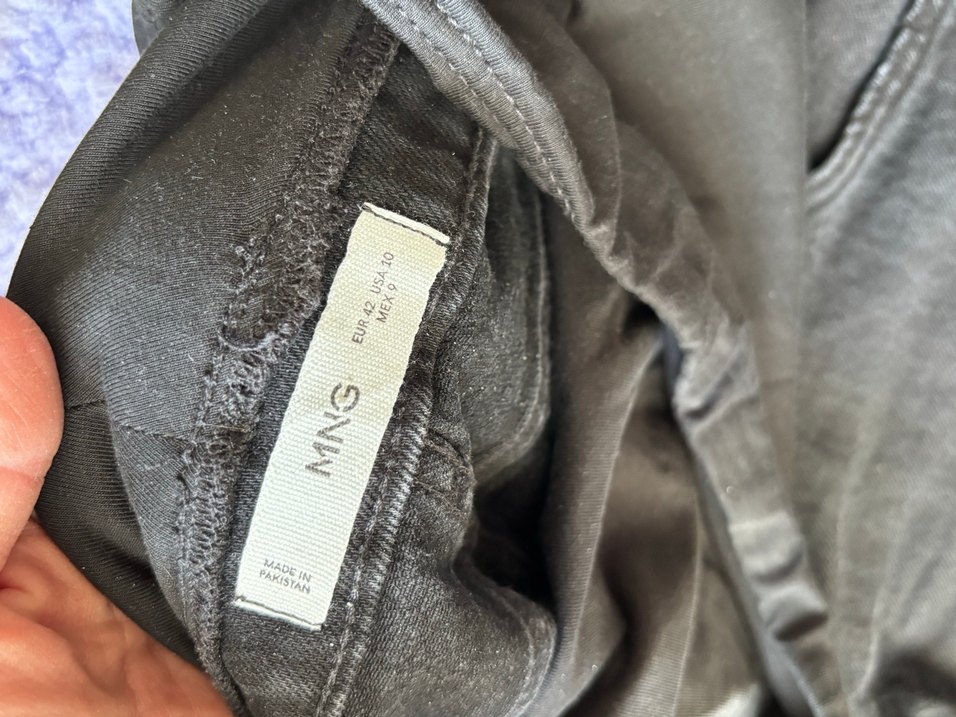 EUR 42 USA 10
MEX 9
MNG
MADE IN
PAKISTAN